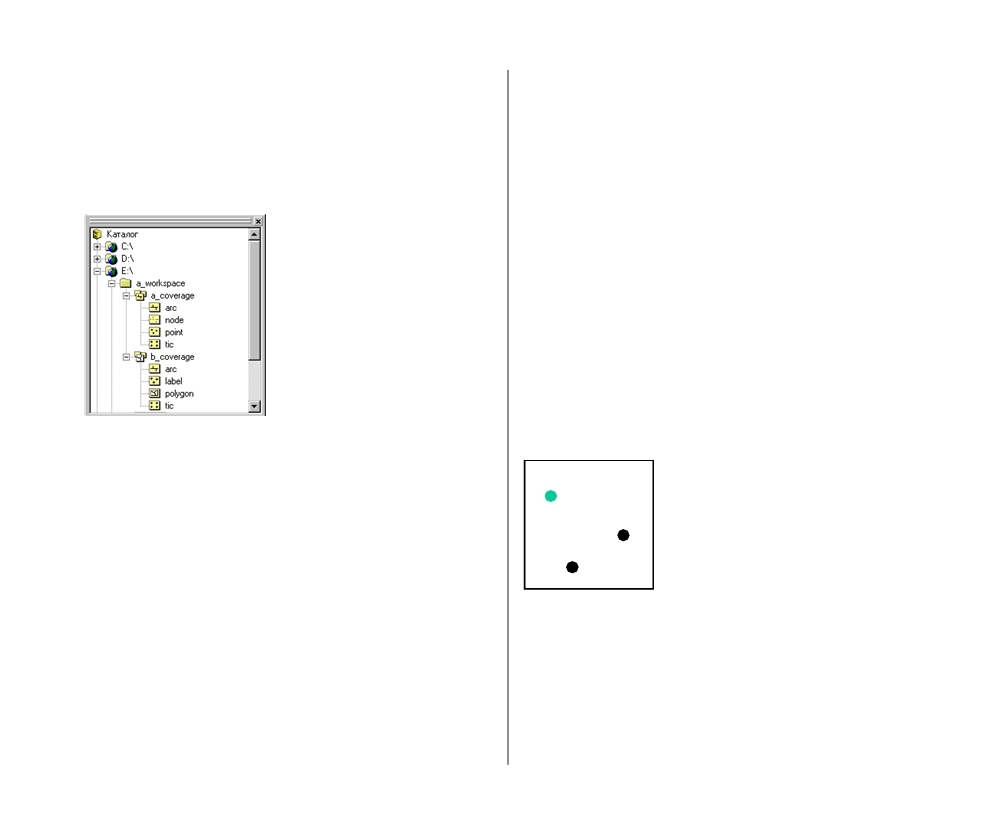 Каталог
C:\
D:\
E:\
a_workspace
a_coverage
arc
node
point
tic
b_coverage
arc
label
polygon
tic